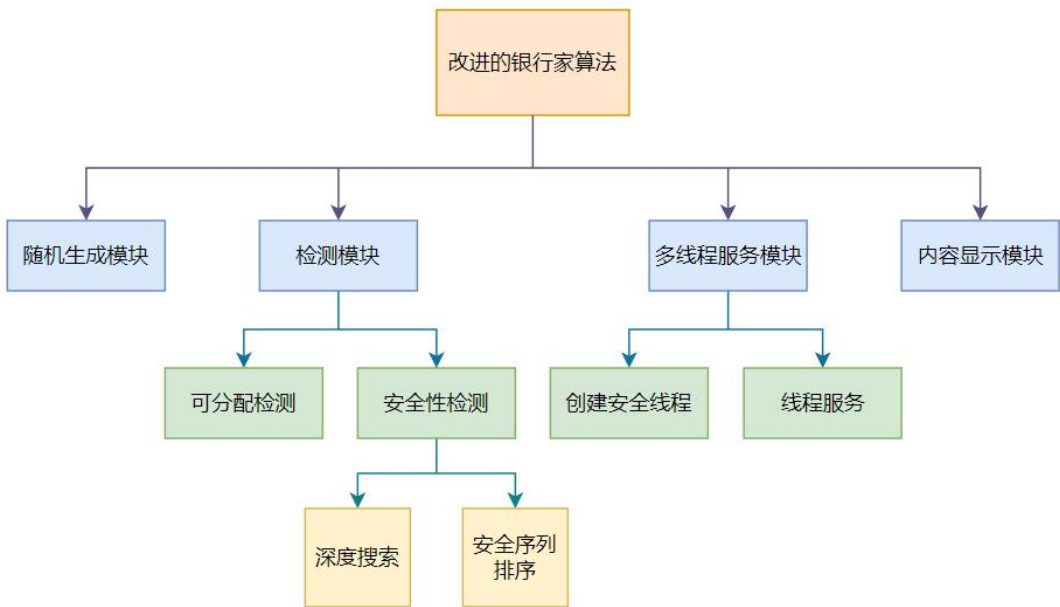 改进的银行家算法
随机生成模块
检测模块
多线程服务模块
内容显示模块
可分配检测
安全性检测
创建安全线程
线程服务
深度搜索
安全序列
排序